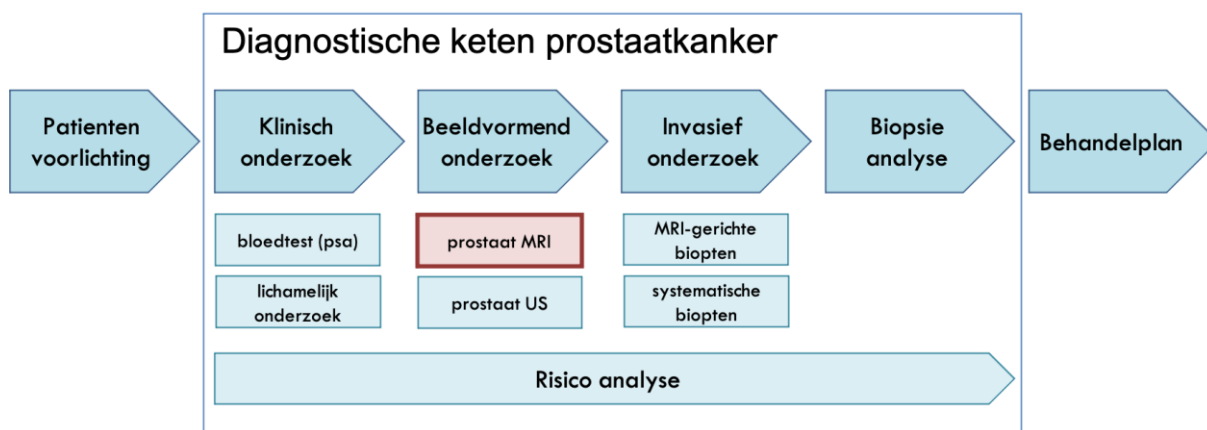 Diagnostische keten prostaatkanker
Patienten
voorlichting
Klinisch
onderzoek
Beeldvormend
onderzoek
Invasief
onderzoek
Biopsie
analyse
Behandelplan
bloedtest (psa)
prostaat MRI
MRI-gerichte
biopten
lichamelijk
onderzoek
prostaat US
systematische
biopten
Risico analyse